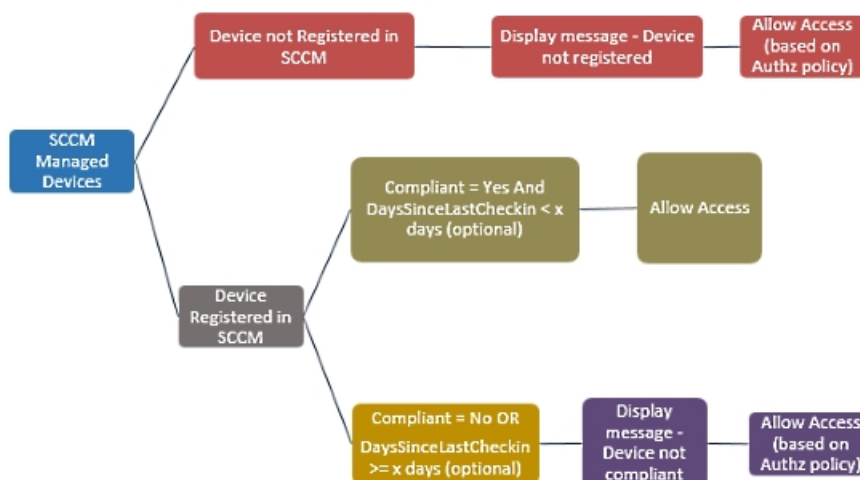 Device not Registered in
SCCM
Display message - Device
not registered
Allow Access
(based on
Authz policy)
SCCM
Managed
Devices
Compliant = Yes And
DaysSinceLastCheckin < x
days (optional)
Allow Access
Device
Registered in
SCCM
Compliant = No OR
DaysSinceLastCheckin
>= x days (optional)
Display
message -
Device not
compliant
Allow Access
(based on
Authz policy)